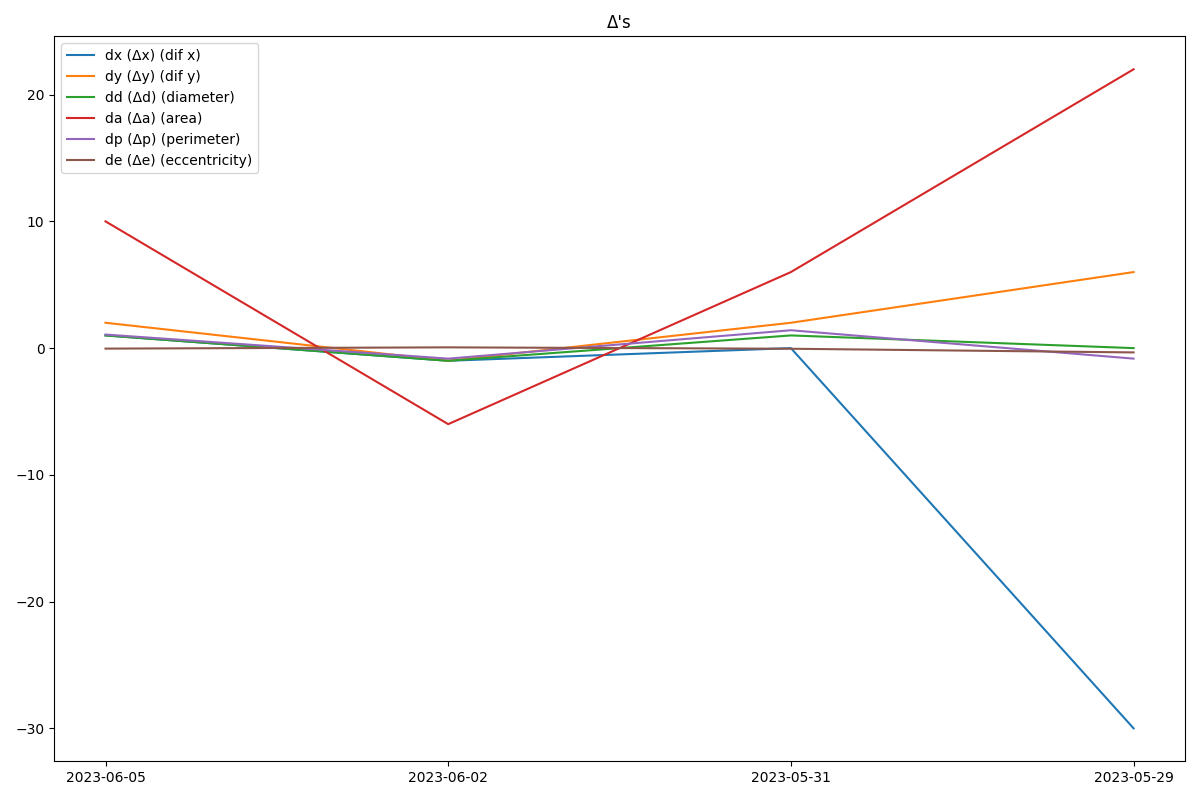 Δ's
dx (Δx) (dif x)
dy (Δy) (dif y)
dd (Δd) (diameter)
da (Δa) (area)
dp (Δp) (perimeter)
de (Δe) (eccentricity)
20
10
0
−10
−20
−30
2023-06-05 2023-06-02 2023-05-31 2023-05-29